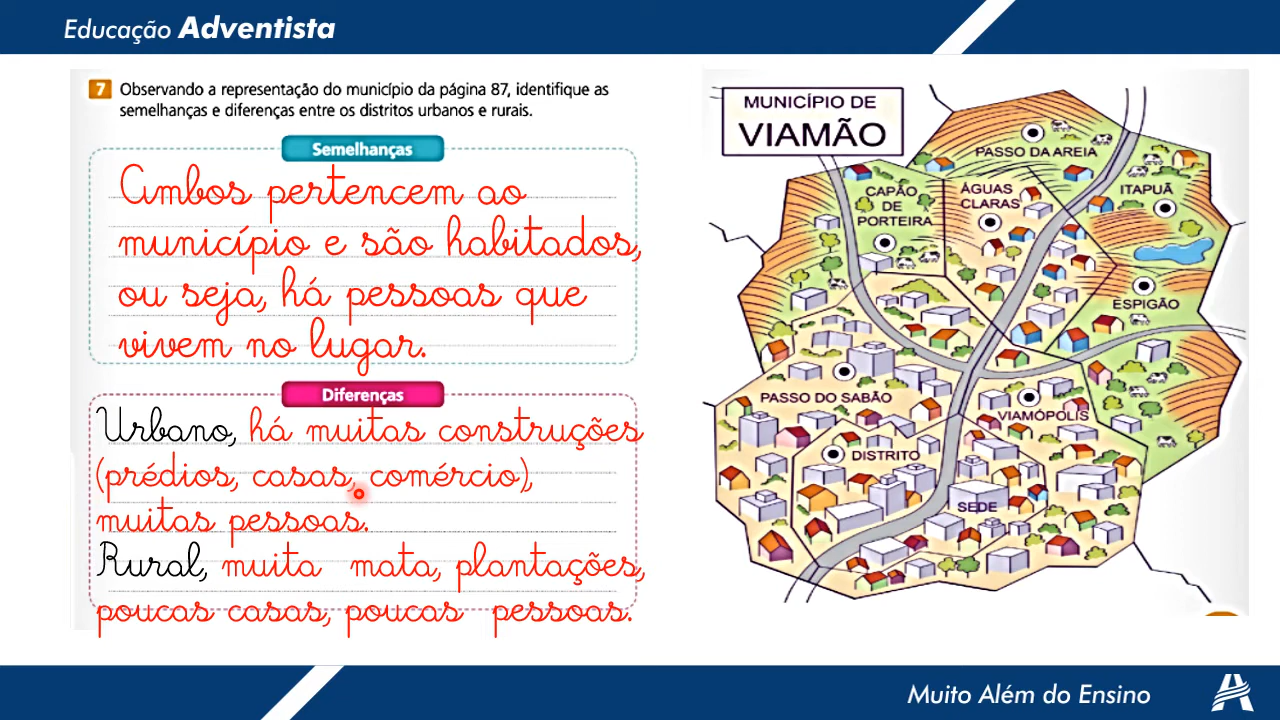 Educação Adventista
7 Observando a representação do município da página 87, identifique as
semelhanças e diferenças entre os distritos urbanos e rurais.
Semelhanças
Ambos pertencem ao
município e são habitados,
ou seja, há pessoas que
vivem no lugar.
Diferenças
Urbano, há muitas construções
(prédios, casas, comércio),
muitas pessoas.
Rural, muita mata, plantações,
poucas casas, poucas pessoas.
MUNICÍPIO DE
VIAMÃO
PASSO DA AREIA
CAPÃO
DE
PORTEIRA
ÁGUAS
CLARAS
ITAPUÃ
ESPIGÃO
PASSO DO SABÃO
VIAMÓPOLIS
DISTRITO
SEDE
Muito Além do Ensino